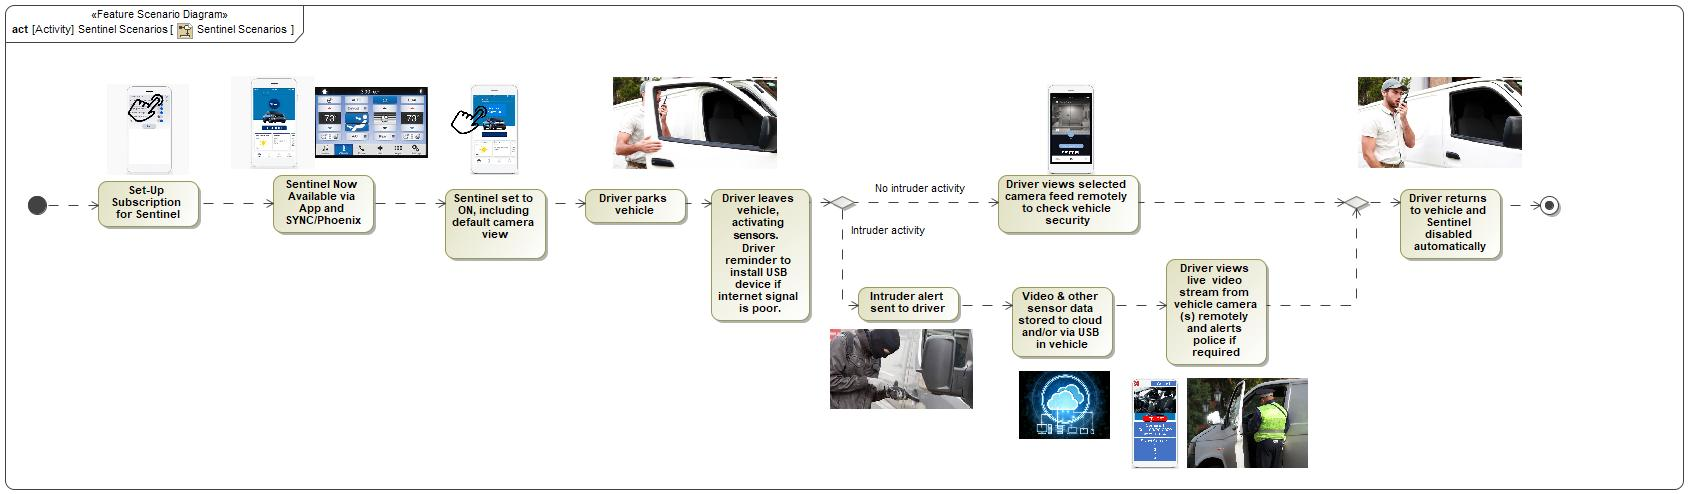 «Feature Scenario Diagram»
act [Activity] Sentinel Scenarios [ Sentinel Scenarios ]
Set-Up
Subscription
for Sentinel
Sentinel Now
Available via
App and
SYNC/Phoenix
Sentinel set to
ON, including
default camera
view
Driver parks
vehicle
Driver leaves
vehicle,
activating
sensors.
Driver
reminder to
install USB
device if
internet signal
is poor.
No intruder activity
Intruder activity
Driver views selected
camera feed remotely
to check vehicle
security
Intruder alert
sent to driver
Video & other
sensor data
stored to cloud
and/or via USB
in vehicle
Driver views
live video
stream from
vehicle camera
(s) remotely
and alerts
police if
required
Driver returns
to vehicle and
Sentinel
disabled
automatically
73°
73°